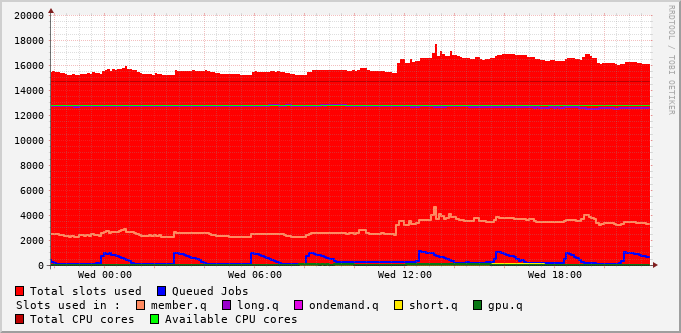 20000
18000
16000
14000
12000
10000
8000
6000
4000
2000
0
Wed 00:00 Wed 06:00 Wed 12:00 Wed 18:00
RRDTOOL / TOBI OETIKER
Total slots used Queued Jobs
Slots used in : member.q long.q ondemand.q short.q gpu.q
Total CPU cores Available CPU cores